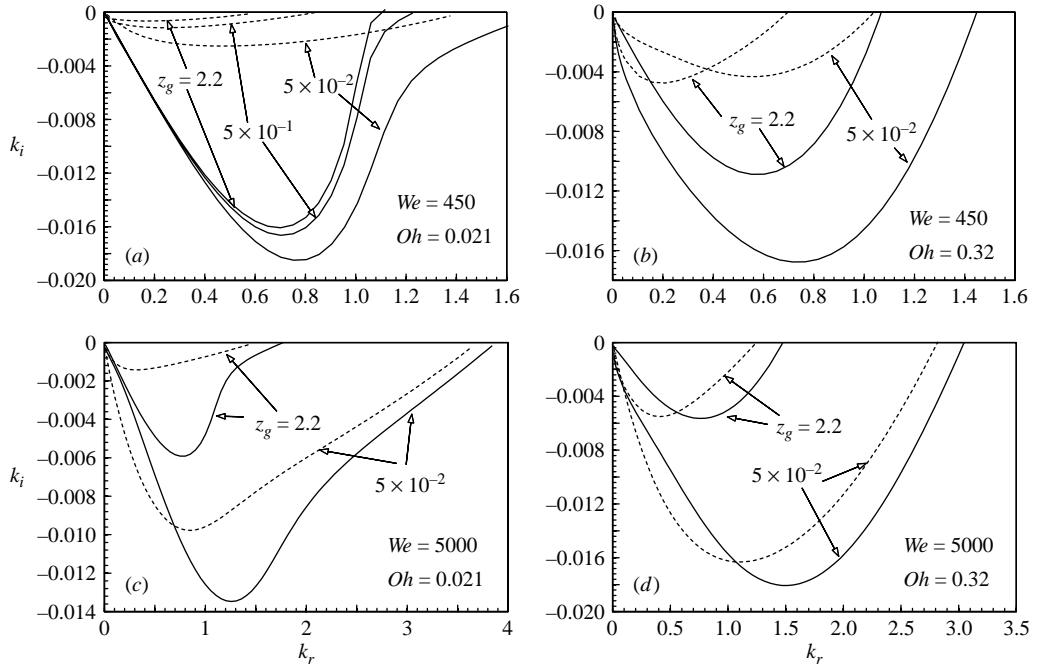 0
–0.004
–0.008
–0.012
–0.016
–0.020
k_i
z_g = 2.2
5 × 10⁻²
5 × 10⁻¹
We = 450
Oh = 0.021
(a)
0 0.2 0.4 0.6 0.8 1.0 1.2 1.4 1.6
0
–0.004
–0.008
–0.012
–0.016
z_g = 2.2
5 × 10⁻²
We = 450
Oh = 0.32
(b)
0 0.2 0.4 0.6 0.8 1.0 1.2 1.4 1.6
0
–0.002
–0.004
–0.006
–0.008
–0.010
–0.012
–0.014
k_i
z_g = 2.2
5 × 10⁻²
We = 5000
Oh = 0.021
(c)
0 1 2 3 4
k_r
0
–0.004
–0.008
–0.012
–0.016
–0.020
z_g = 2.2
5 × 10⁻²
We = 5000
Oh = 0.32
(d)
0 0.5 1.0 1.5 2.0 2.5 3.0 3.5
k_r